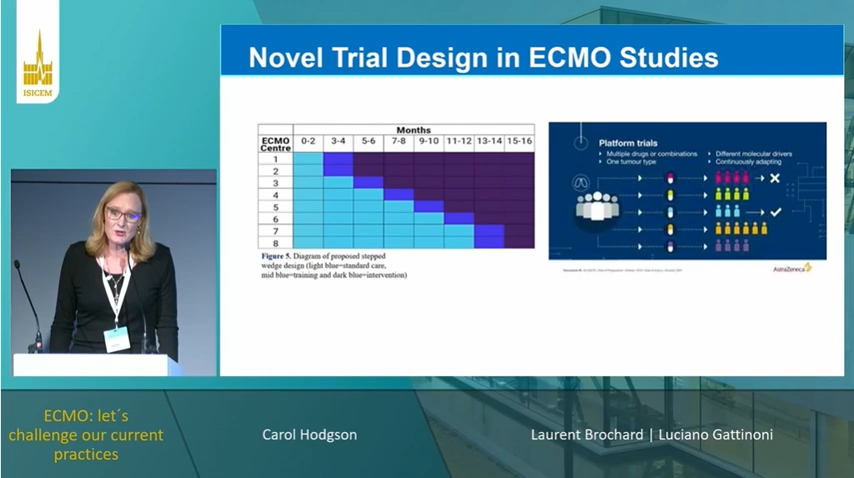 ISICEM
Novel Trial Design in ECMO Studies
Months
ECMO
Centre
0-2 3-4 5-6 7-8 9-10 11-12 13-14 15-16
1
2
3
4
5
6
7
8
Figure 5. Diagram of proposed stepped
wedge design (light blue=standard care,
mid blue=training and dark blue=intervention)
Platform trials
• Multiple drugs or combinations
• One tumour type
• Different molecular drivers
• Continuously adapting
AstraZeneca
ECMO: let´s
challenge our current
practices
Carol Hodgson
Laurent Brochard | Luciano Gattinoni